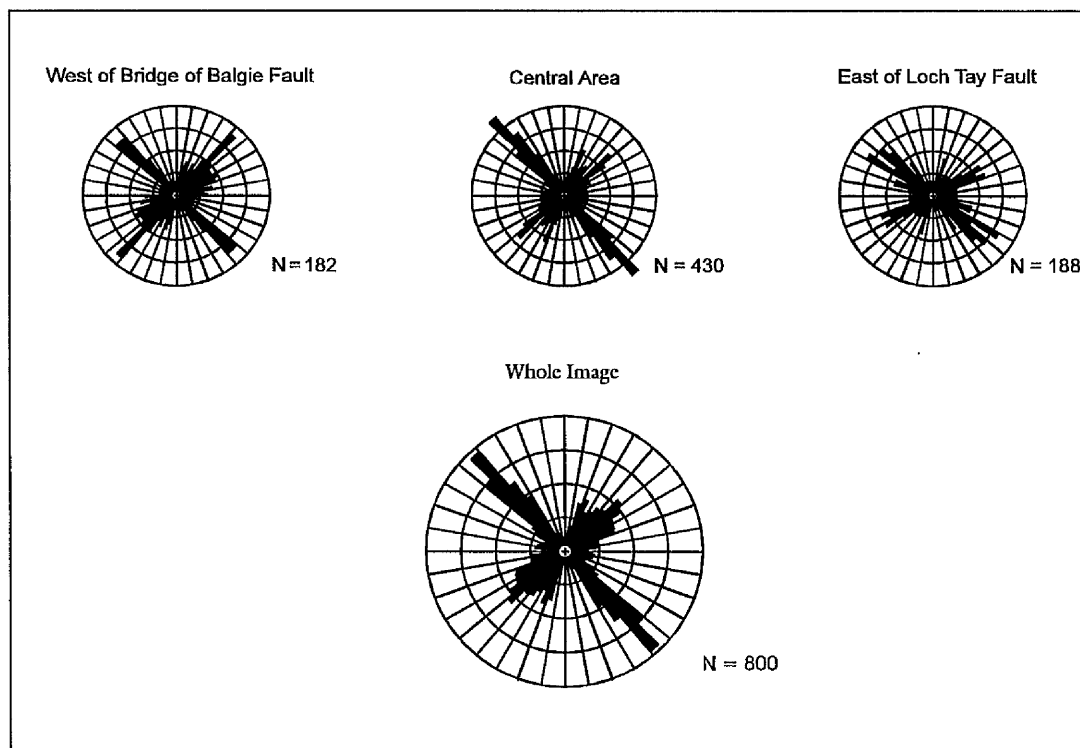 West of Bridge of Balgie Fault
Central Area
East of Loch Tay Fault
N = 182
N = 430
N = 188
Whole Image
N = 800